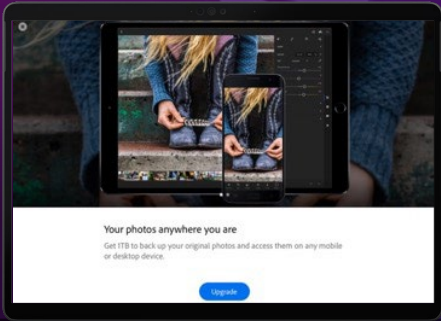 Your photos anywhere you are
Get 1TB to back up your original photos and access them on any mobile
or desktop device.
Upgrade